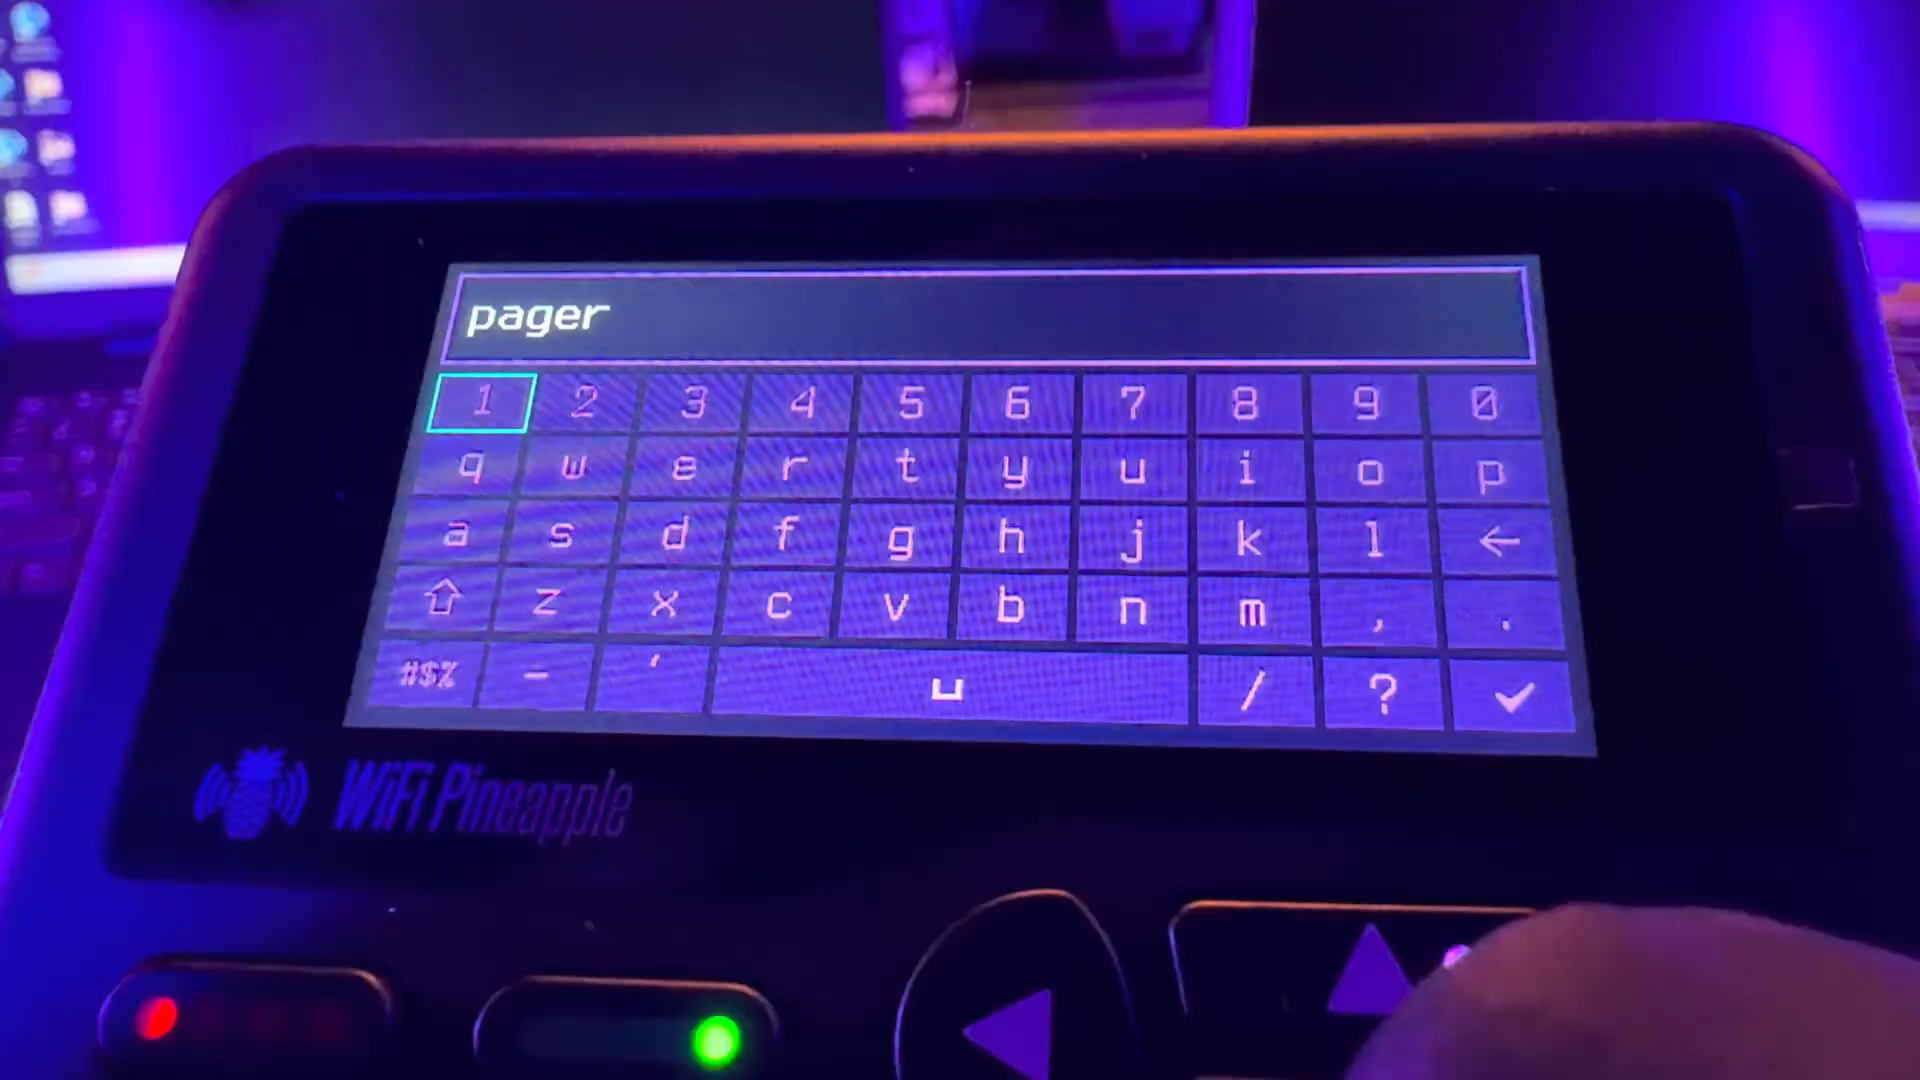 pager
1 2 3 4 5 6 7 8 9 0
q w e r t y u i o p
a s d f g h j k l ←
⇧ z x c v b n m , .
#$% - ' ␣ / ? ✓
WiFi Pineapple